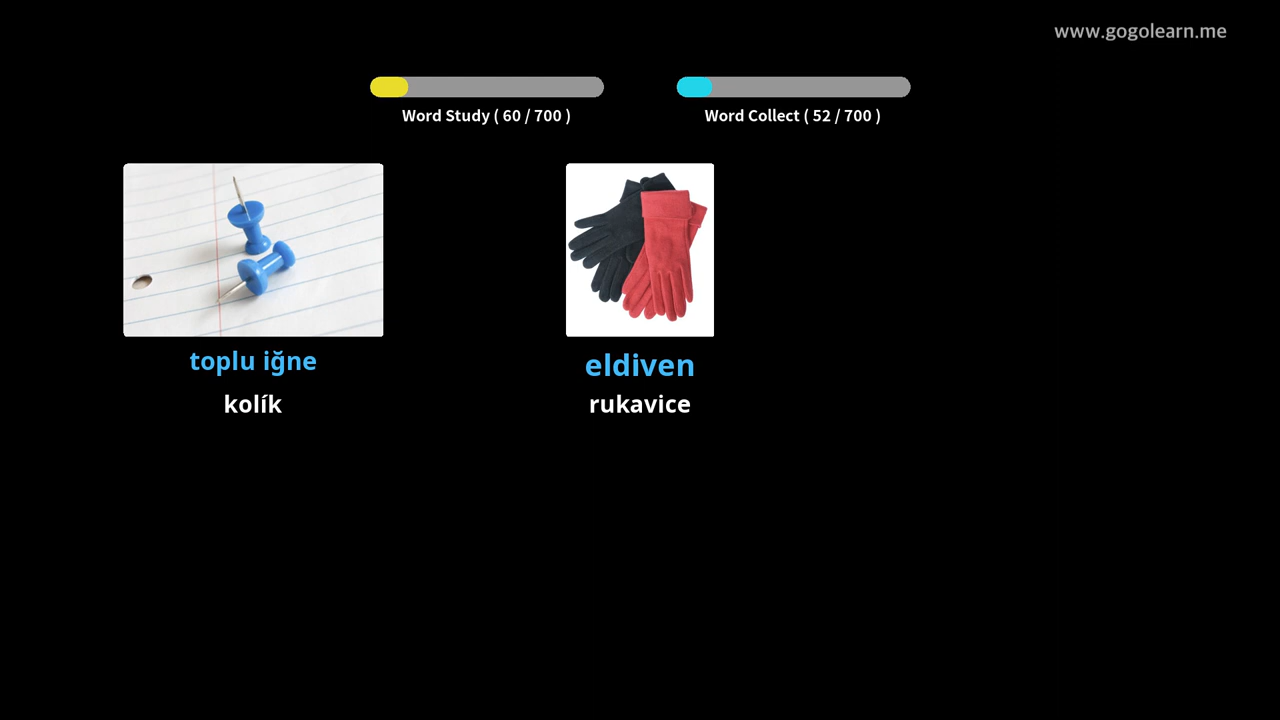 www.gogolearn.me
Word Study ( 60 / 700 )
Word Collect ( 52 / 700 )
toplu iğne
kolík
eldiven
rukavice